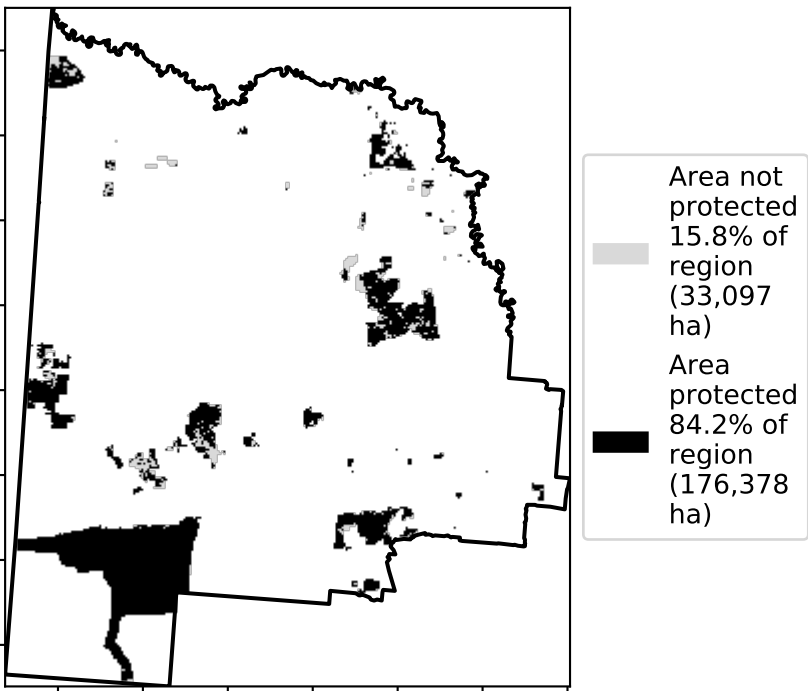 Area not
protected
15.8% of
region
(33,097
ha)
Area
protected
84.2% of
region
(176,378
ha)